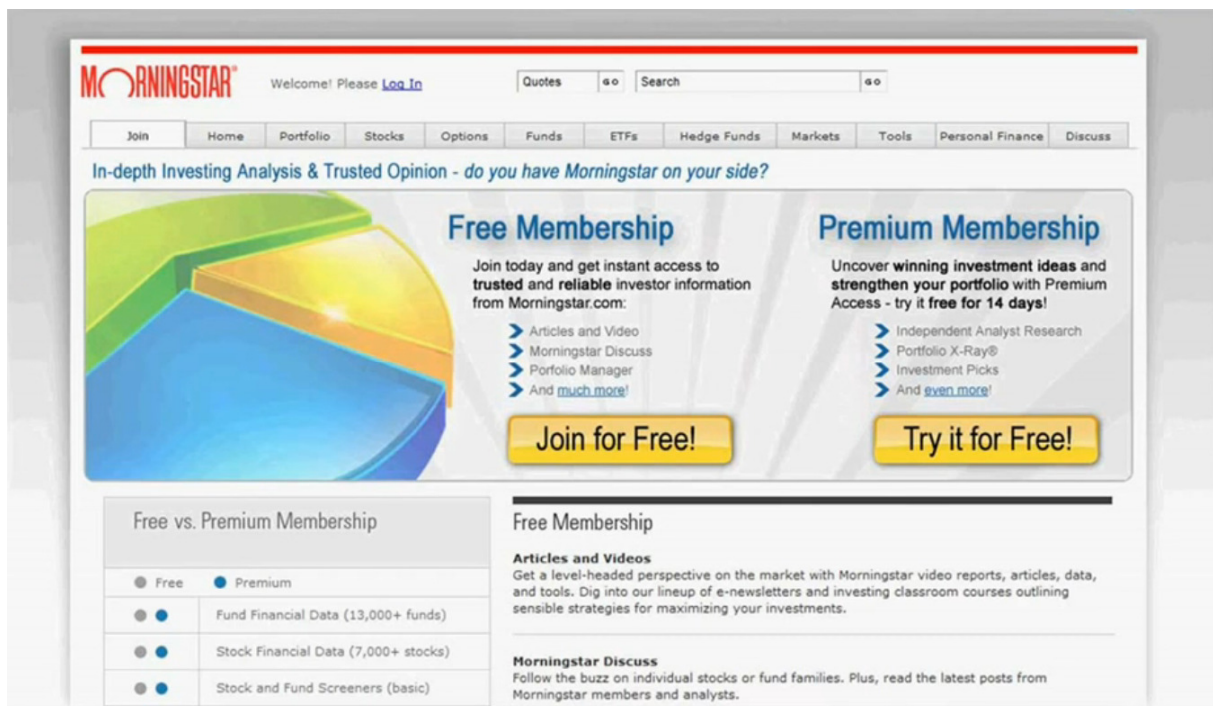 MORNINGSTAR®
Welcome! Please Log In
Quotes GO Search GO
Join Home Portfolio Stocks Options Funds ETFs Hedge Funds Markets Tools Personal Finance Discuss
In-depth Investing Analysis & Trusted Opinion - do you have Morningstar on your side?
Free Membership
Join today and get instant access to
trusted and reliable investor information
from Morningstar.com:
Articles and Video
Morningstar Discuss
Porfolio Manager
And much more!
Join for Free!
Premium Membership
Uncover winning investment ideas and
strengthen your portfolio with Premium
Access - try it free for 14 days!
Independent Analyst Research
Portfolio X-Ray®
Investment Picks
And even more!
Try it for Free!
Free vs. Premium Membership
Free Premium
Fund Financial Data (13,000+ funds)
Stock Financial Data (7,000+ stocks)
Stock and Fund Screeners (basic)
Free Membership
Articles and Videos
Get a level-headed perspective on the market with Morningstar video reports, articles, data,
and tools. Dig into our lineup of e-newsletters and investing classroom courses outlining
sensible strategies for maximizing your investments.
Morningstar Discuss
Follow the buzz on individual stocks or fund families. Plus, read the latest posts from
Morningstar members and analysts.